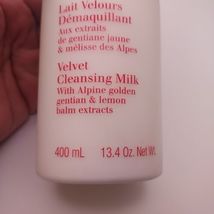 Lait Velours
Démaquillant
Aux extraits
de gentiane jaune
& mélisse des Alpes
Velvet
Cleansing Milk
With Alpine golden
gentian & lemon
balm extracts
400 mL 13.4 Oz. Net Wt.